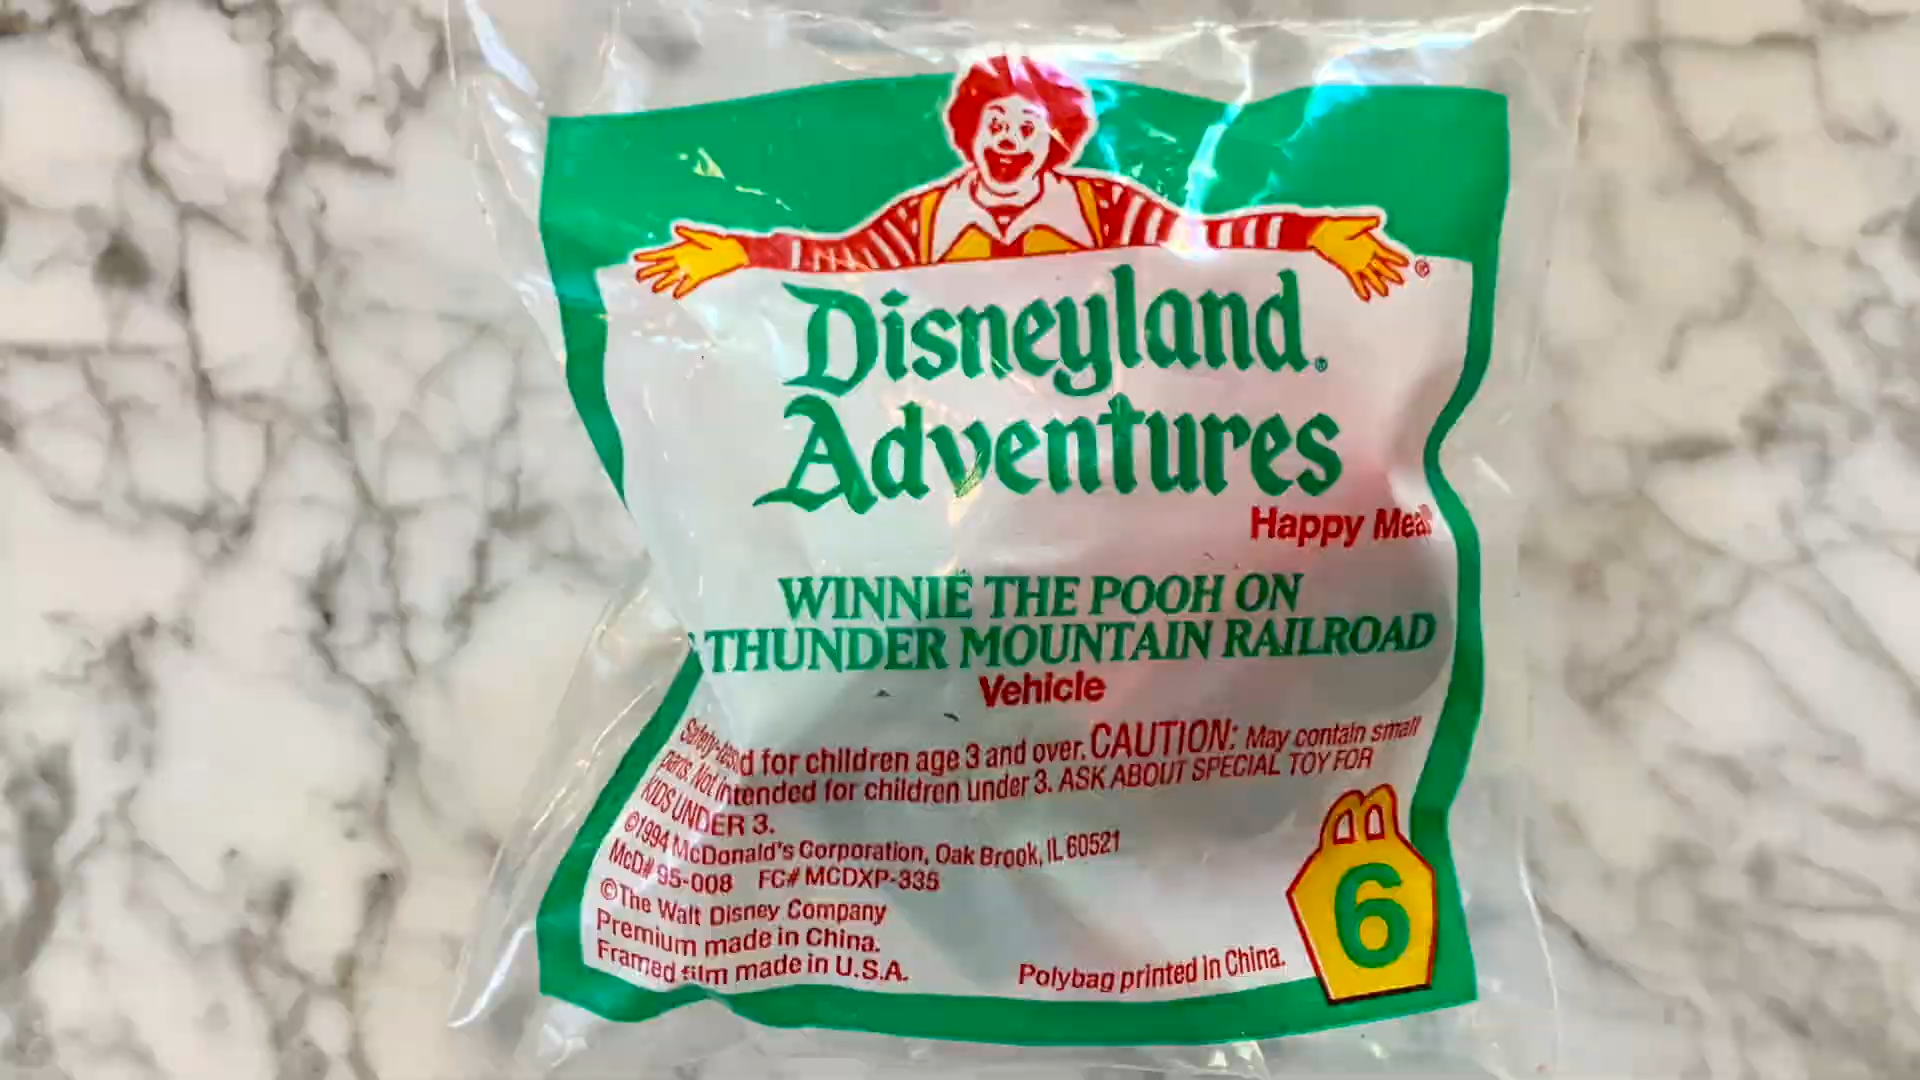 Disneyland®
Adventures
Happy Meal
WINNIE THE POOH ON
THUNDER MOUNTAIN RAILROAD
Vehicle
for children age 3 and over. CAUTION: May contain small
parts. Not intended for children under 3. ASK ABOUT SPECIAL TOY FOR
KIDS UNDER 3.
©1994 McDonald's Corporation, Oak Brook, IL 60521
McD# 95-008 FC# MCDXP-335
©The Walt Disney Company
Premium made in China.
Framed film made in U.S.A.
Polybag printed in China.
6